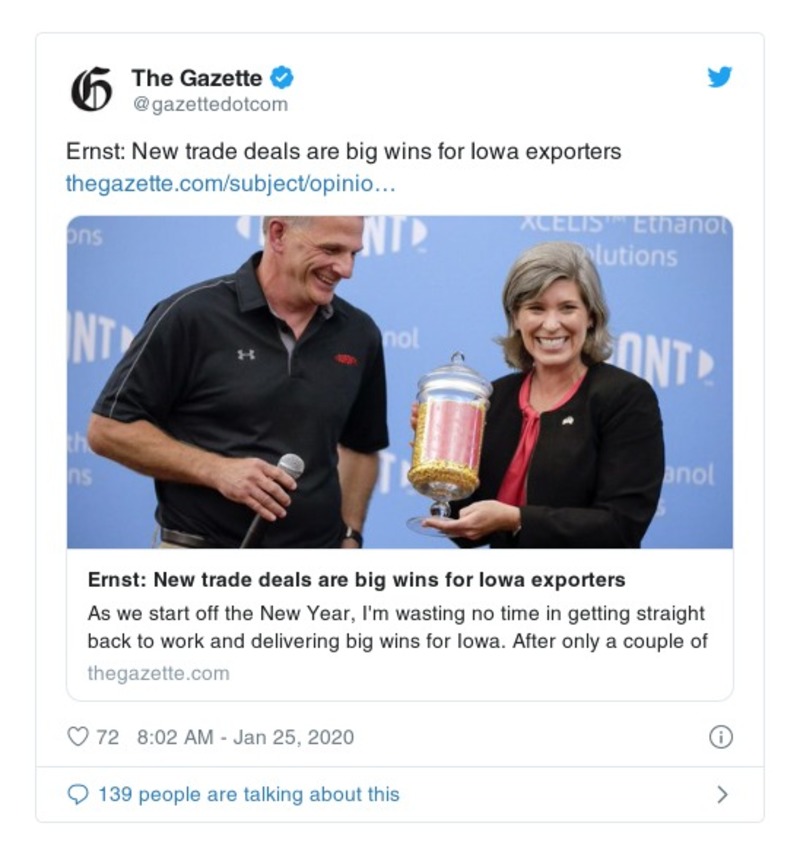 The Gazette
@gazettedotcom
Ernst: New trade deals are big wins for Iowa exporters
thegazette.com/subject/opinio…
ons
NT
XCELIS™ Ethanol
lutions
NT
nol
ONT
th
ns
anol
s
Ernst: New trade deals are big wins for Iowa exporters
As we start off the New Year, I'm wasting no time in getting straight
back to work and delivering big wins for Iowa. After only a couple of
thegazette.com
72 8:02 AM - Jan 25, 2020
139 people are talking about this